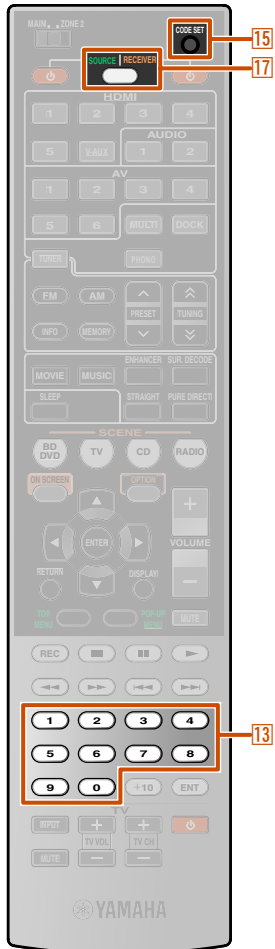 MAIN ZONE 2
CODE SET
15
SOURCE RECEIVER
17
HDMI
1 2 3 4
AUDIO
5 V-AUX 1 2
AV
1 2 3 4
5 6 MULTI DOCK
TUNER PHONO
FM AM PRESET TUNING
INFO MEMORY
ENHANCER SUR. DECODE
MOVIE MUSIC
SLEEP STRAIGHT PURE DIRECT
SCENE
BD DVD TV CD RADIO
ON SCREEN OPTION
ENTER
VOLUME
RETURN DISPLAY
TOP MENU POP-UP MENU MUTE
REC
1 2 3 4
13
5 6 7 8
9 0 +10 ENT
TV
INPUT TV VOL TV CH
MUTE
YAMAHA